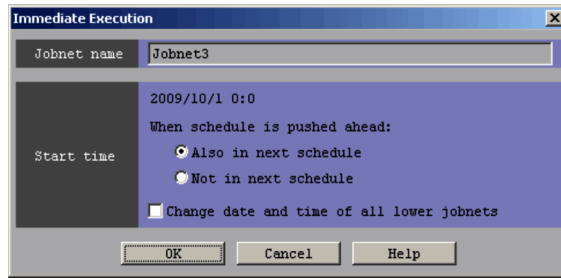 Immediate Execution
Jobnet name
Jobnet3
Start time
2009/10/1 0:0
When schedule is pushed ahead:
Also in next schedule
Not in next schedule
Change date and time of all lower jobnets
OK
Cancel
Help